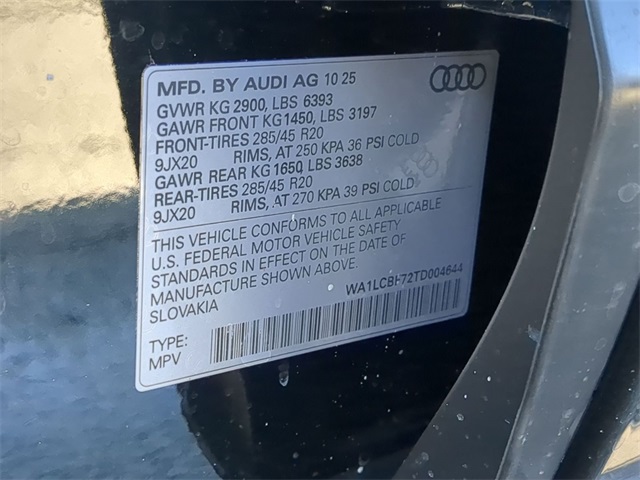 MFD. BY AUDI AG 10 25
GVWR KG 2900, LBS 6393
GAWR FRONT KG1450, LBS 3197
FRONT-TIRES 285/45 R20
9JX20 RIMS, AT 250 KPA 36 PSI COLD
GAWR REAR KG 1650, LBS 3638
REAR-TIRES 285/45 R20
9JX20 RIMS, AT 270 KPA 39 PSI COLD
THIS VEHICLE CONFORMS TO ALL APPLICABLE
U.S. FEDERAL MOTOR VEHICLE SAFETY
STANDARDS IN EFFECT ON THE DATE OF
MANUFACTURE SHOWN ABOVE.
SLOVAKIA
WA1LCBF72TD004644
TYPE:
MPV